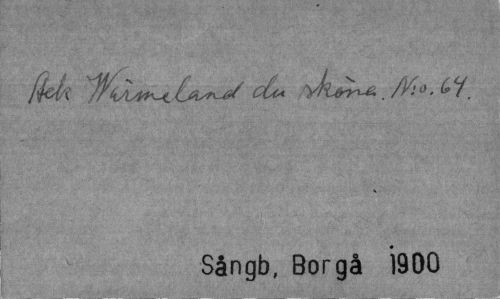 Ack Wärmeland du sköna. N:o. 64.
Sångb, Borgå 1900